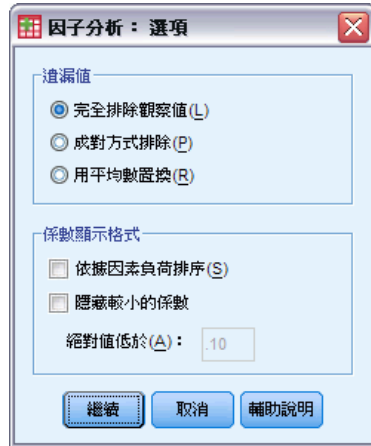 因子分析： 選項
遺漏值
完全排除觀察值(L)
成對方式排除(P)
用平均數置換(R)
係數顯示格式
依據因素負荷排序(S)
隱藏較小的係數
絕對值低於(A)： .10
繼續 取消 輔助說明